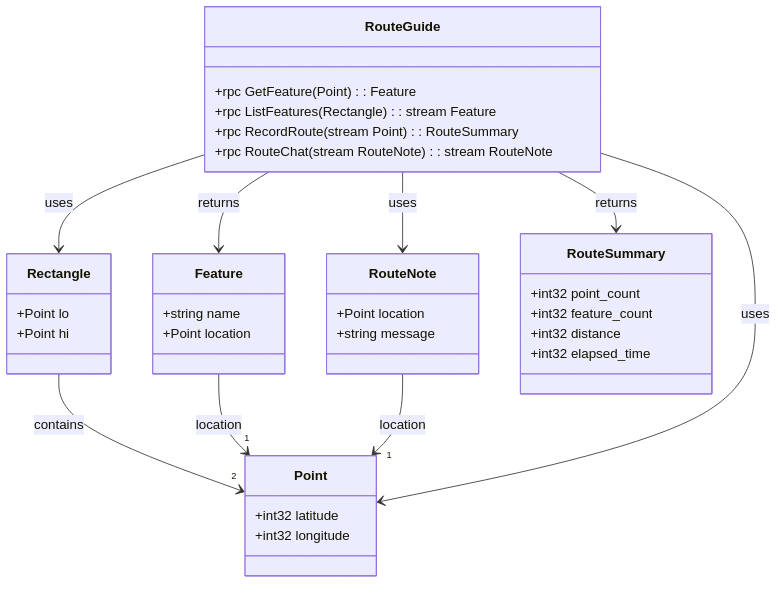 RouteGuide
+rpc GetFeature(Point) : : Feature
+rpc ListFeatures(Rectangle) : : stream Feature
+rpc RecordRoute(stream Point) : : RouteSummary
+rpc RouteChat(stream RouteNote) : : stream RouteNote
uses
returns
uses
returns
uses
Rectangle
+Point lo
+Point hi
Feature
+string name
+Point location
RouteNote
+Point location
+string message
RouteSummary
+int32 point_count
+int32 feature_count
+int32 distance
+int32 elapsed_time
contains
location
location
2
1
1
Point
+int32 latitude
+int32 longitude